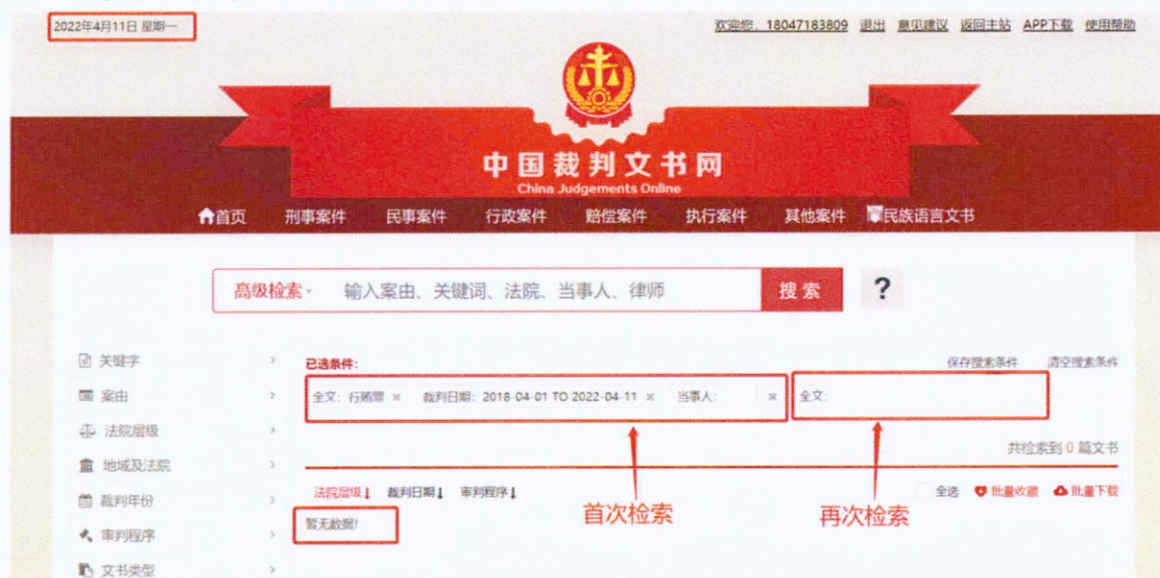 2022年4月11日 星期一
欢迎您，18047183809 退出 意见建议 返回主站 APP下载 使用帮助
中国裁判文书网
China Judgements Online
首页 刑事案件 民事案件 行政案件 赔偿案件 执行案件 其他案件 民族语言文书
高级检索 输入案由、关键词、法院、当事人、律师 搜索 ?
关键字
案由
法院层级
地域及法院
裁判年份
审判程序
文书类型
已选条件：
保存搜索条件 清空搜索条件
全文：行贿罪 × 裁判日期：2018-04-01 TO 2022-04-11 × 当事人： × 全文：
共检索到 0 篇文书
法院层级↓ 裁判日期↓ 审判程序↓
全选 批量收藏 批量下载
暂无数据!
首次检索
再次检索